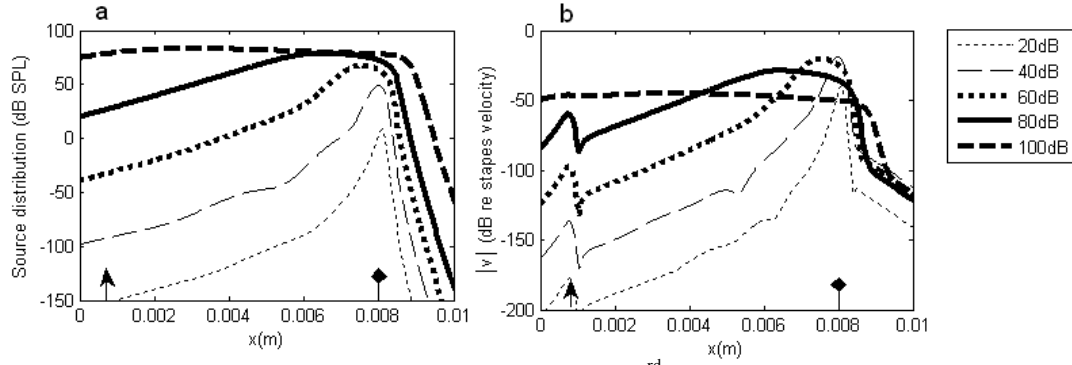 a
Source distribution (dB SPL)
100
50
0
-50
-100
-150
0
0.002
0.004
0.006
0.008
0.01
x(m)
b
|v| (dB re stapes velocity)
0
-50
-100
-150
-200
0
0.002
0.004
0.006
0.008
0.01
x(m)
rd
20dB
40dB
60dB
80dB
100dB